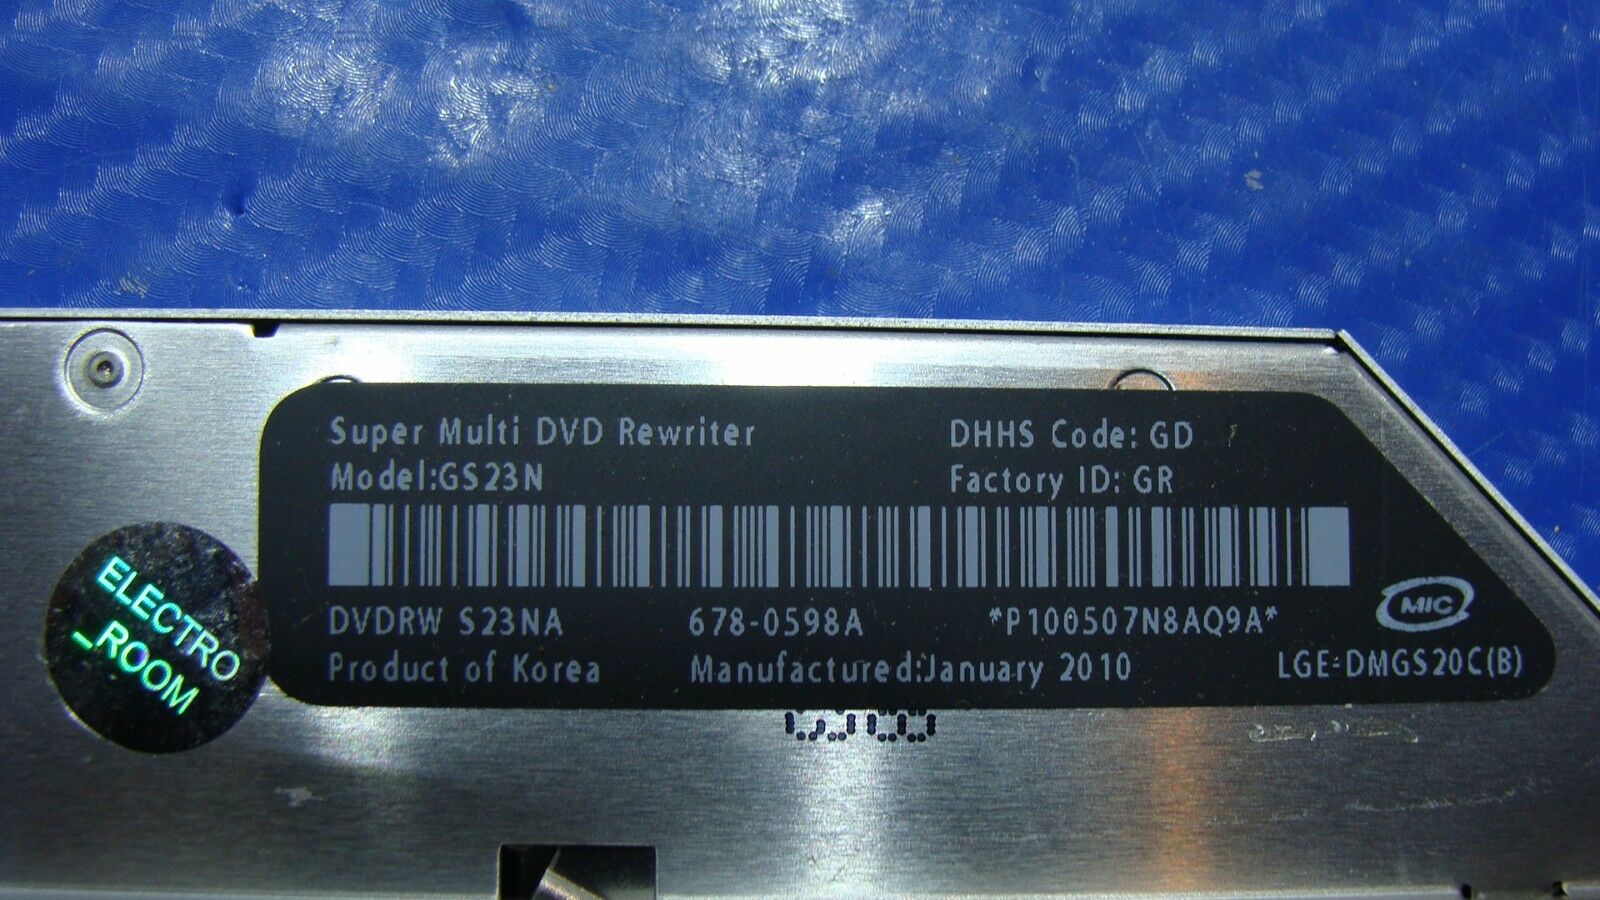 Super Multi DVD Rewriter
DHHS Code: GD
Model:GS23N
Factory ID: GR
DVDRW S23NA
678-0598A
*P100507N8AQ9A*
MIC
Product of Korea
Manufactured:January 2010
LGE-DMGS20C(B)
ELECTRO
_ROOM